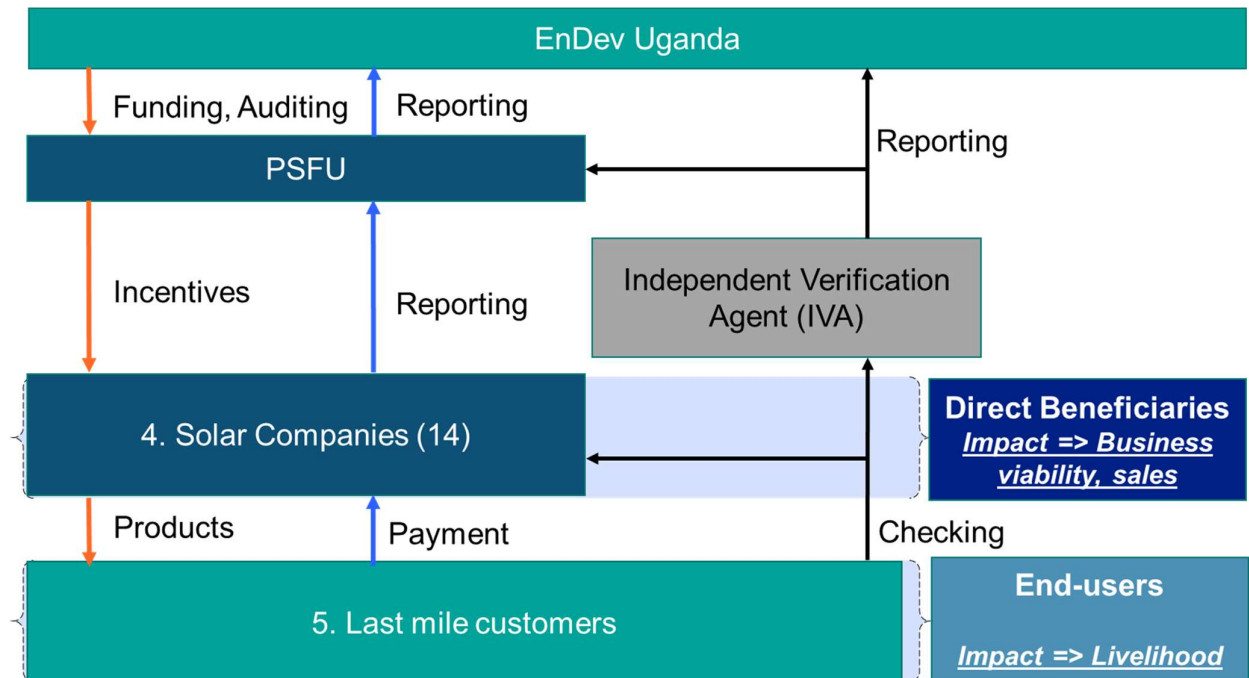 EnDev Uganda
Funding, Auditing
Reporting
Reporting
PSFU
Incentives
Reporting
Independent Verification
Agent (IVA)
4. Solar Companies (14)
Direct Beneficiaries
Impact => Business
viability, sales
Products
Payment
Checking
5. Last mile customers
End-users
Impact => Livelihood